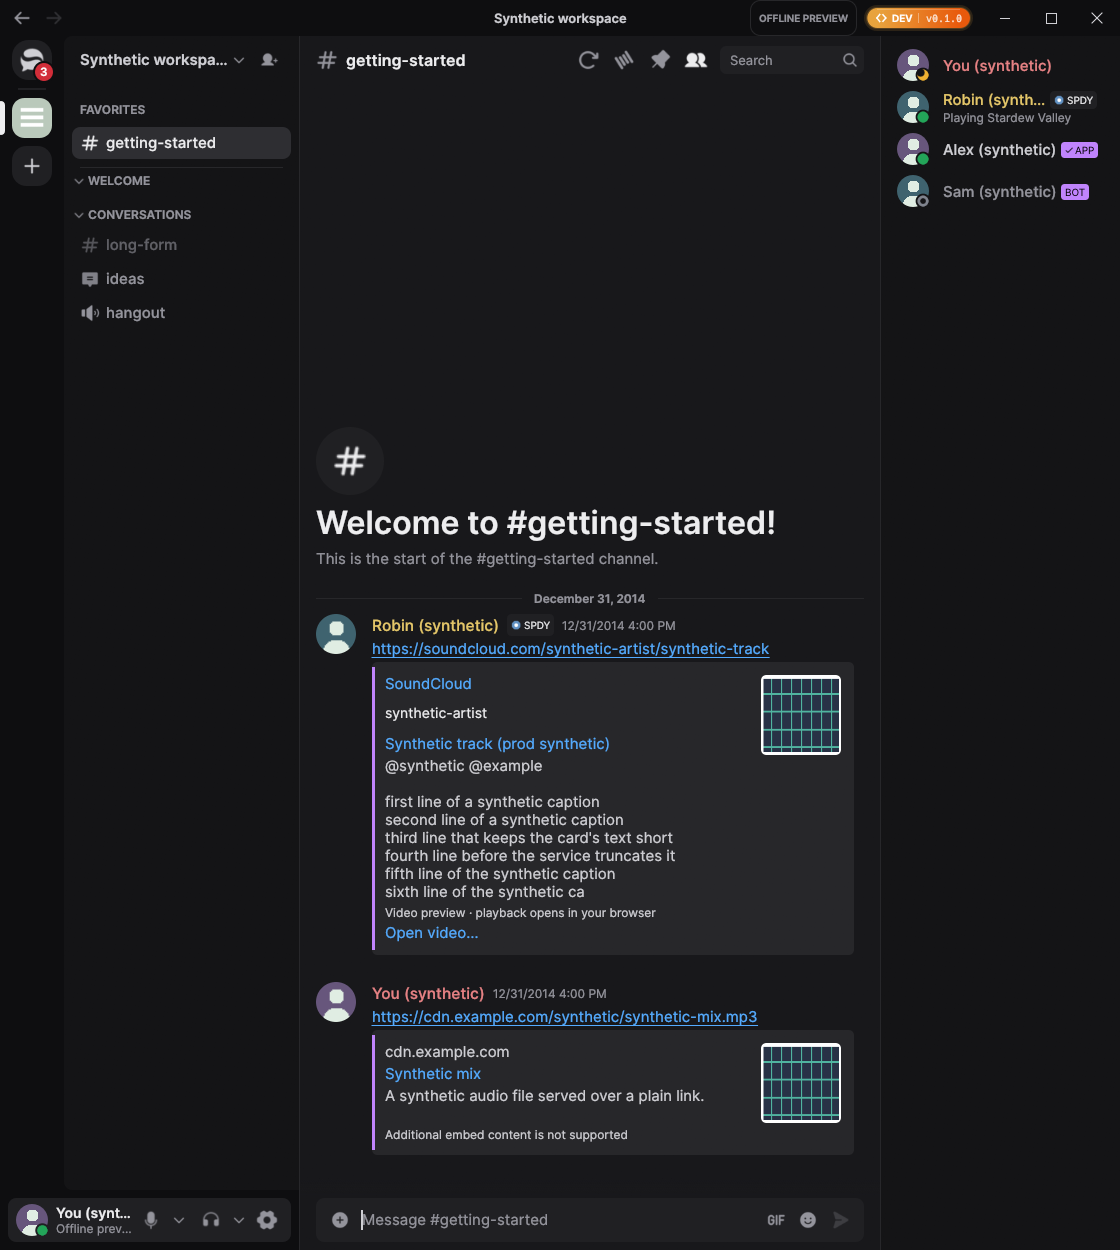 Synthetic workspace
OFFLINE PREVIEW
DEV v0.1.0
3
Synthetic workspa...
FAVORITES
getting-started
WELCOME
CONVERSATIONS
long-form
ideas
hangout
You (synt...
Offline prev...
# getting-started
Search
Welcome to #getting-started!
This is the start of the #getting-started channel.
December 31, 2014
Robin (synthetic) SPDY 12/31/2014 4:00 PM
https://soundcloud.com/synthetic-artist/synthetic-track
SoundCloud
synthetic-artist
Synthetic track (prod synthetic)
@synthetic @example
first line of a synthetic caption
second line of a synthetic caption
third line that keeps the card's text short
fourth line before the service truncates it
fifth line of the synthetic caption
sixth line of the synthetic ca
Video preview · playback opens in your browser
Open video...
You (synthetic) 12/31/2014 4:00 PM
https://cdn.example.com/synthetic/synthetic-mix.mp3
cdn.example.com
Synthetic mix
A synthetic audio file served over a plain link.
Additional embed content is not supported
Message #getting-started
GIF
You (synthetic)
Robin (synth... SPDY
Playing Stardew Valley
Alex (synthetic) APP
Sam (synthetic) BOT